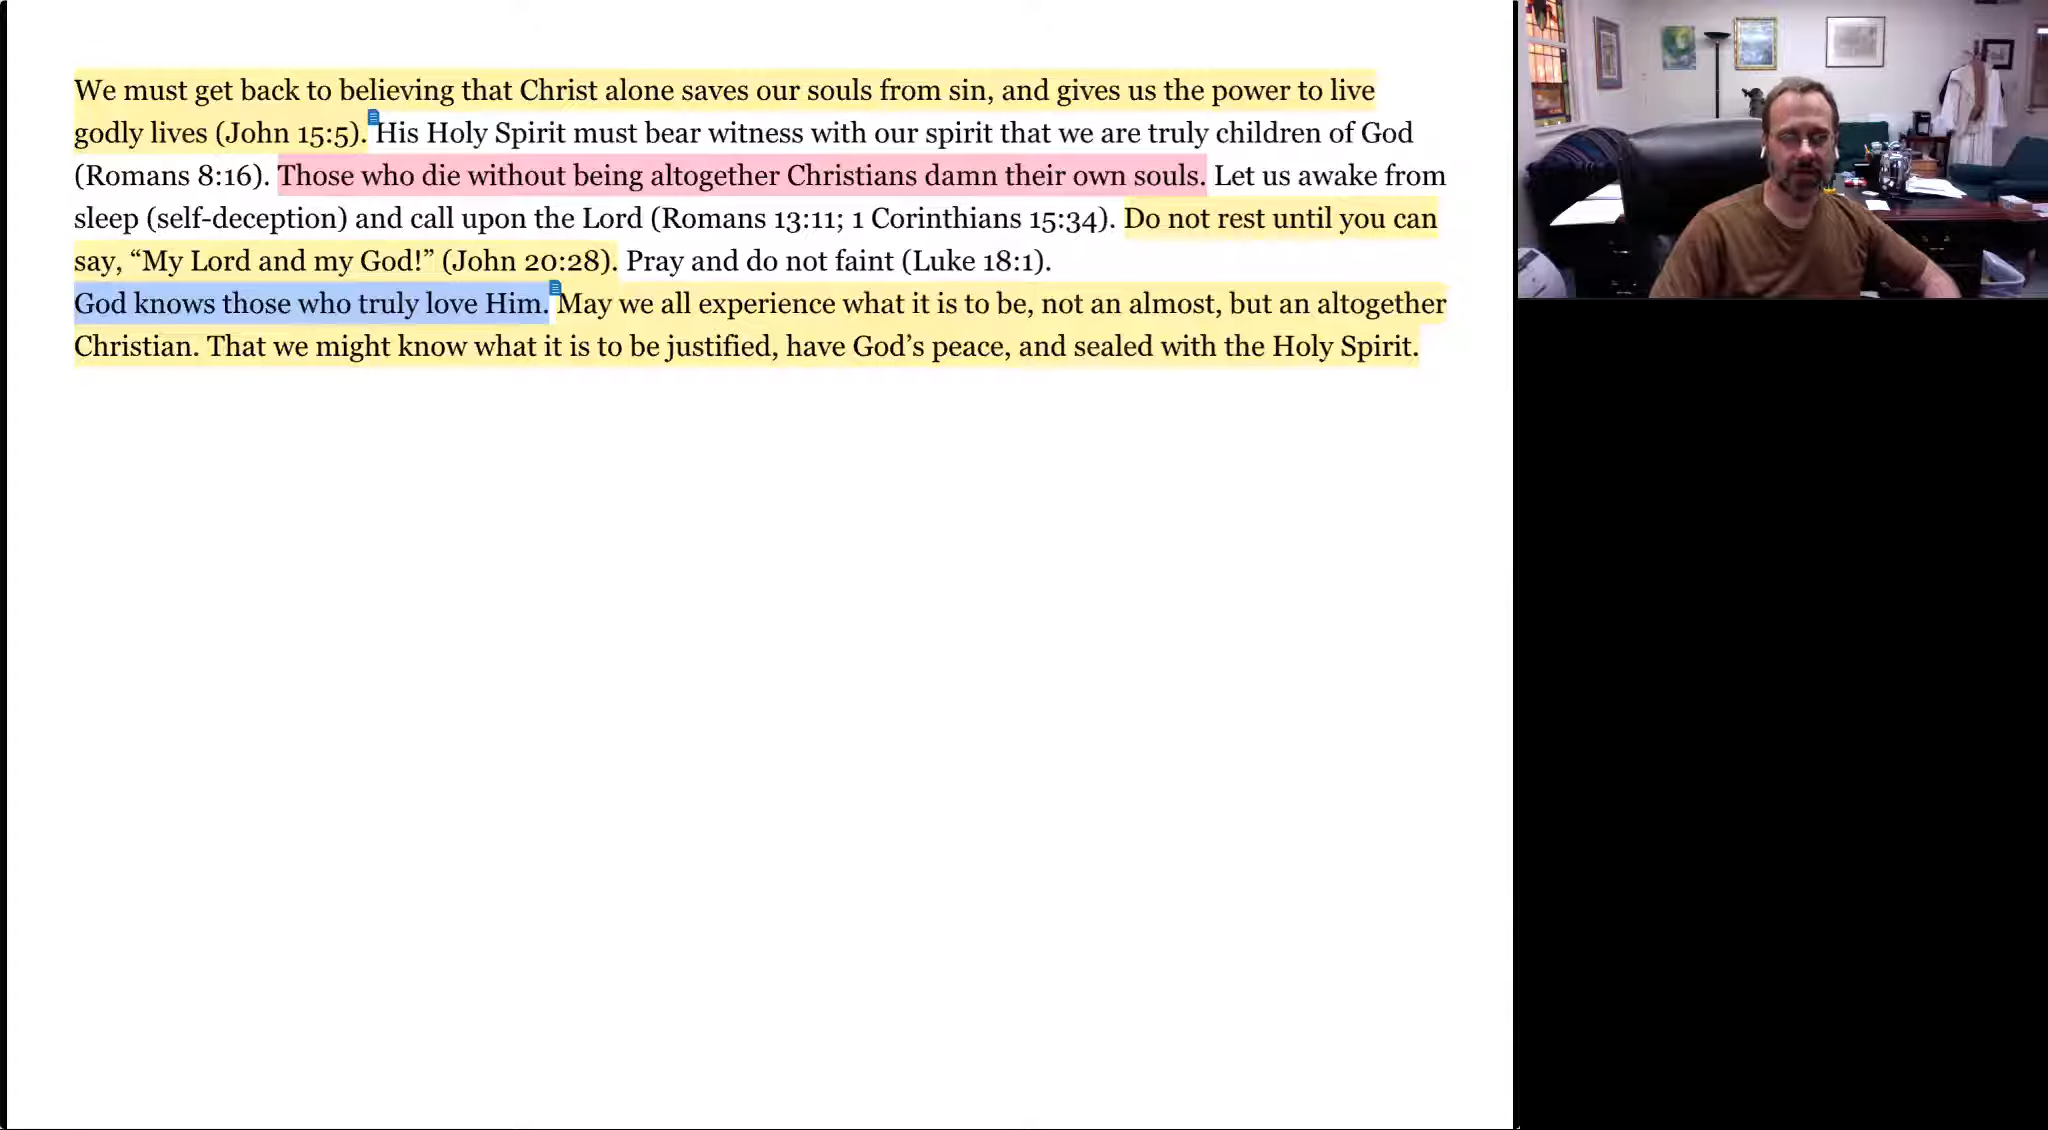 We must get back to believing that Christ alone saves our souls from sin, and gives us the power to live
godly lives (John 15:5). His Holy Spirit must bear witness with our spirit that we are truly children of God
(Romans 8:16). Those who die without being altogether Christians damn their own souls. Let us awake from
sleep (self-deception) and call upon the Lord (Romans 13:11; 1 Corinthians 15:34). Do not rest until you can
say, “My Lord and my God!” (John 20:28). Pray and do not faint (Luke 18:1).
God knows those who truly love Him. May we all experience what it is to be, not an almost, but an altogether
Christian. That we might know what it is to be justified, have God’s peace, and sealed with the Holy Spirit.